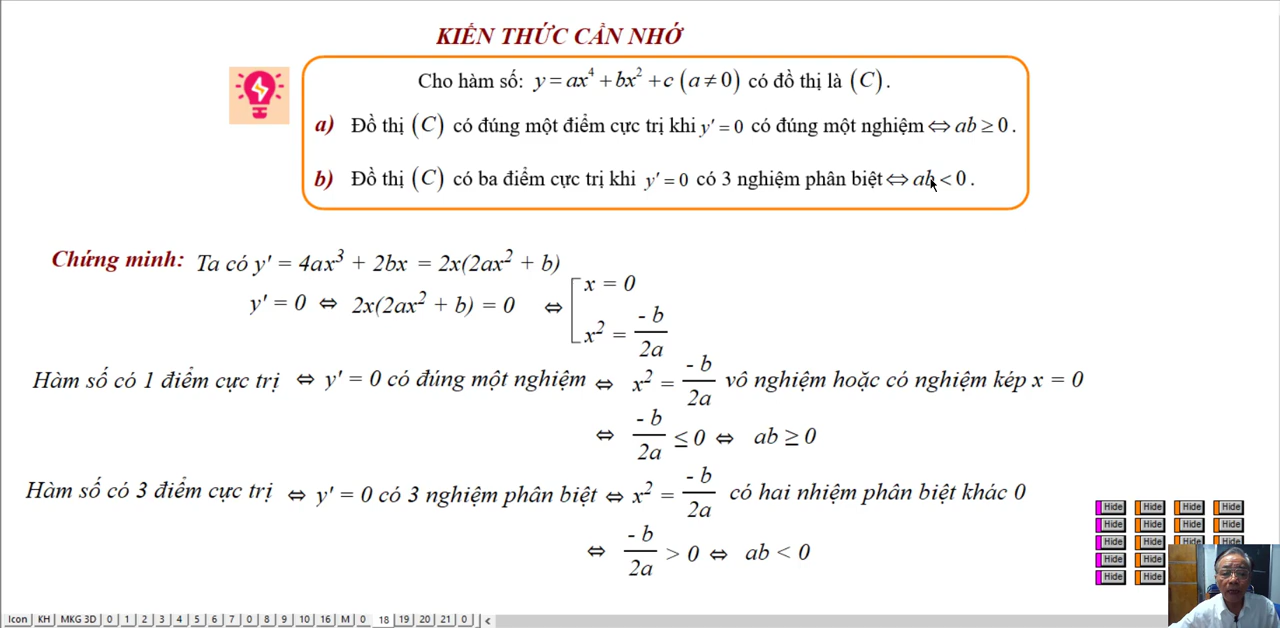 KIẾN THỨC CẦN NHỚ
Cho hàm số: y = ax⁴ + bx² + c (a ≠ 0) có đồ thị là (C).
a) Đồ thị (C) có đúng một điểm cực trị khi y' = 0 có đúng một nghiệm ⇔ ab ≥ 0.
b) Đồ thị (C) có ba điểm cực trị khi y' = 0 có 3 nghiệm phân biệt ⇔ ab < 0.
Chứng minh: Ta có y' = 4ax³ + 2bx = 2x(2ax² + b)
y' = 0 ⇔ 2x(2ax² + b) = 0 ⇔ [ x = 0
x² = -b/2a
Hàm số có 1 điểm cực trị ⇔ y' = 0 có đúng một nghiệm ⇔ x² = -b/2a vô nghiệm hoặc có nghiệm kép x = 0
⇔ -b/2a ≤ 0 ⇔ ab ≥ 0
Hàm số có 3 điểm cực trị ⇔ y' = 0 có 3 nghiệm phân biệt ⇔ x² = -b/2a có hai nhiệm phân biệt khác 0
⇔ -b/2a > 0 ⇔ ab < 0
Hide Hide Hide Hide
Hide Hide Hide Hide
Hide Hide Hide Hide
Hide Hide
Hide Hide
Icon KH MKG 3D 0 1 2 3 4 5 6 7 0 8 9 10 16 M 0 18 19 20 21 0 <